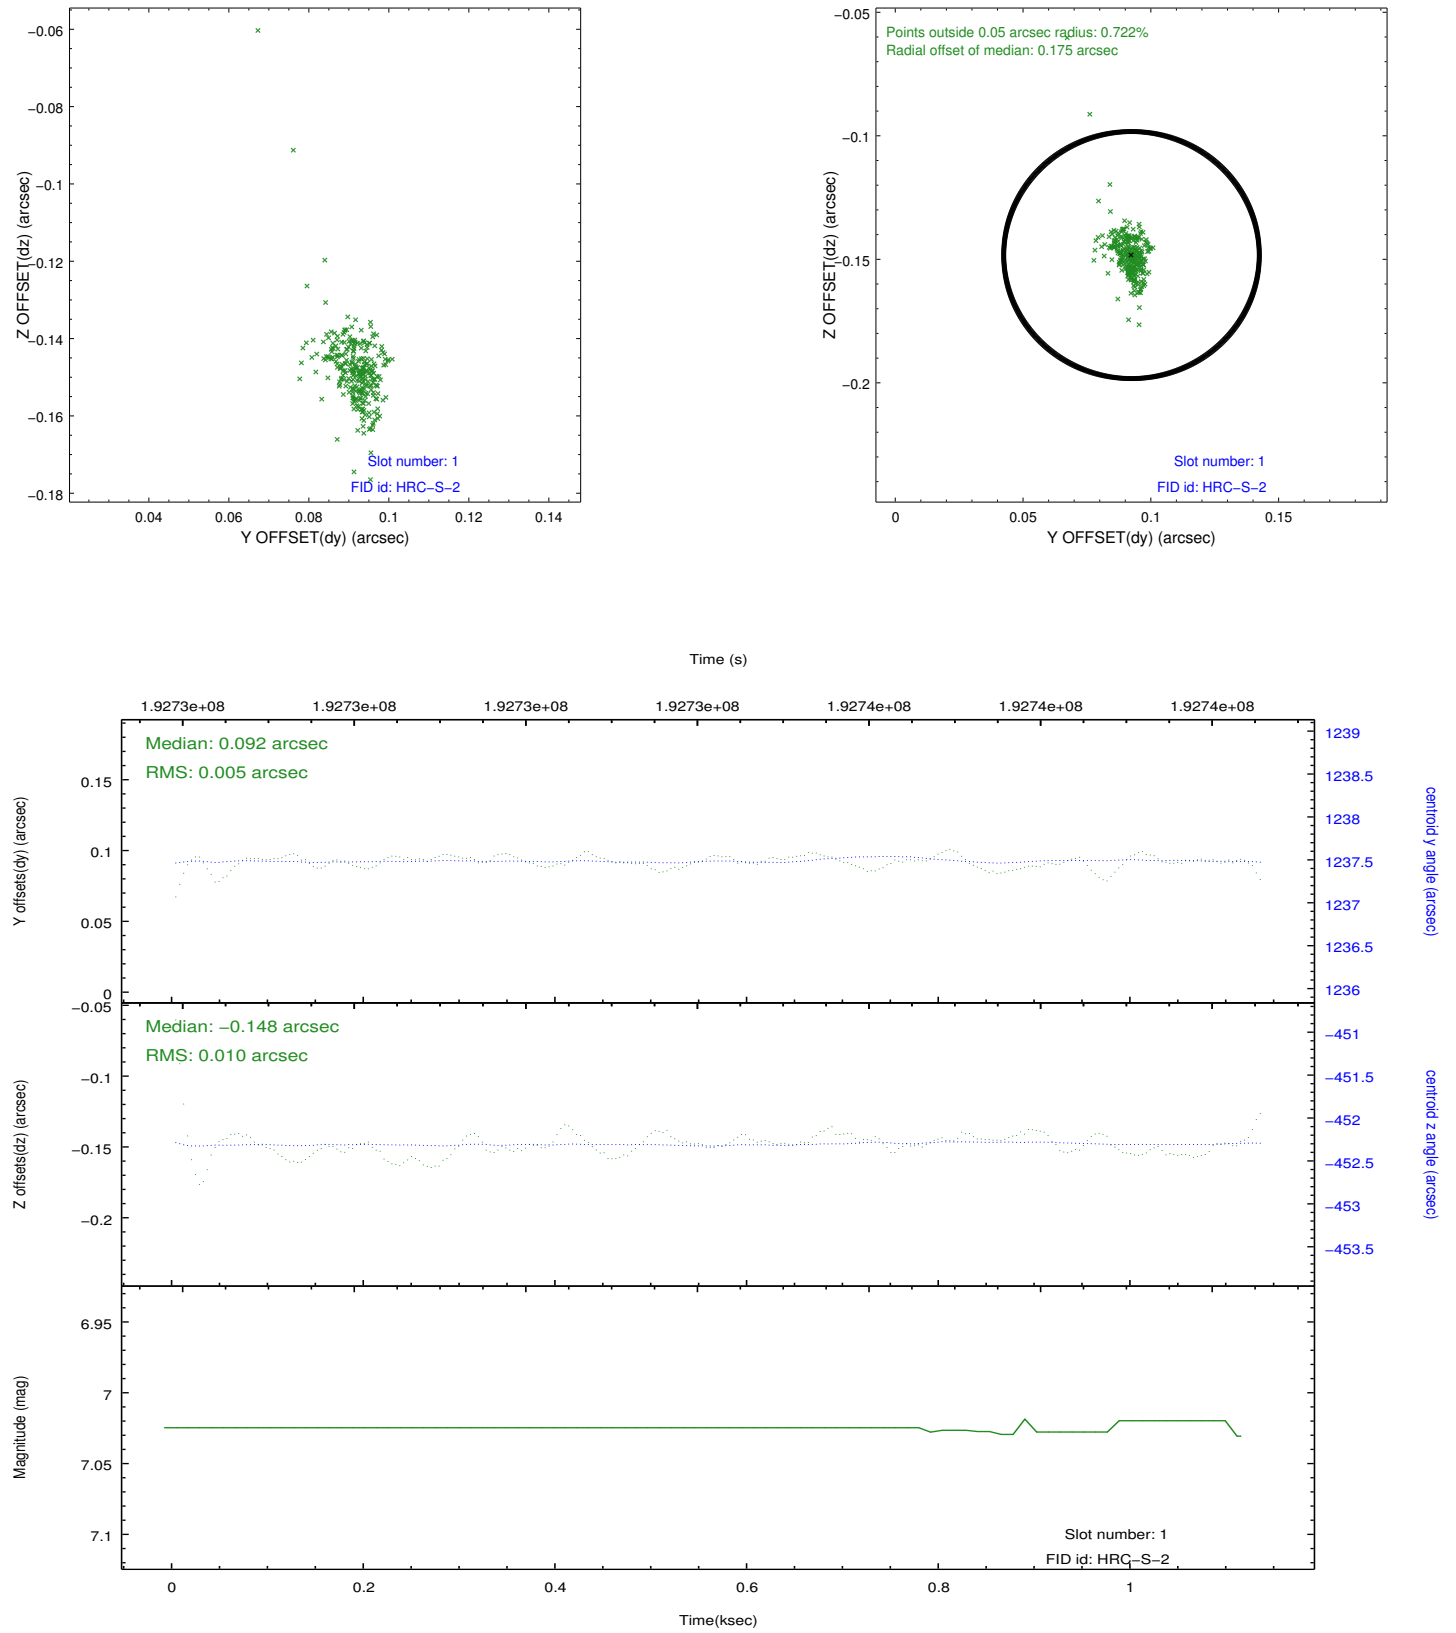 −0.06
−0.08
−0.1
−0.12
−0.14
−0.16
−0.18
Z OFFSET(dz) (arcsec)
Slot number: 1
FID id: HRC−S−2
0.04 0.06 0.08 0.1 0.12 0.14
Y OFFSET(dy) (arcsec)
−0.05
−0.1
−0.15
−0.2
Z OFFSET(dz) (arcsec)
Points outside 0.05 arcsec radius: 0.722%
Radial offset of median: 0.175 arcsec
Slot number: 1
FID id: HRC−S−2
0 0.05 0.1 0.15
Y OFFSET(dy) (arcsec)
Time (s)
1.9273e+08 1.9273e+08 1.9273e+08 1.9273e+08 1.9274e+08 1.9274e+08 1.9274e+08
Median: 0.092 arcsec
RMS: 0.005 arcsec
0.15
0.1
0.05
0
Y offsets(dy) (arcsec)
1239
1238.5
1238
1237.5
1237
1236.5
1236
centroid y angle (arcsec)
Median: −0.148 arcsec
RMS: 0.010 arcsec
−0.05
−0.1
−0.15
−0.2
Z offsets(dz) (arcsec)
−451
−451.5
−452
−452.5
−453
−453.5
centroid z angle (arcsec)
6.95
7
7.05
7.1
Magnitude (mag)
Slot number: 1
FID id: HRC−S−2
0 0.2 0.4 0.6 0.8 1
Time(ksec)